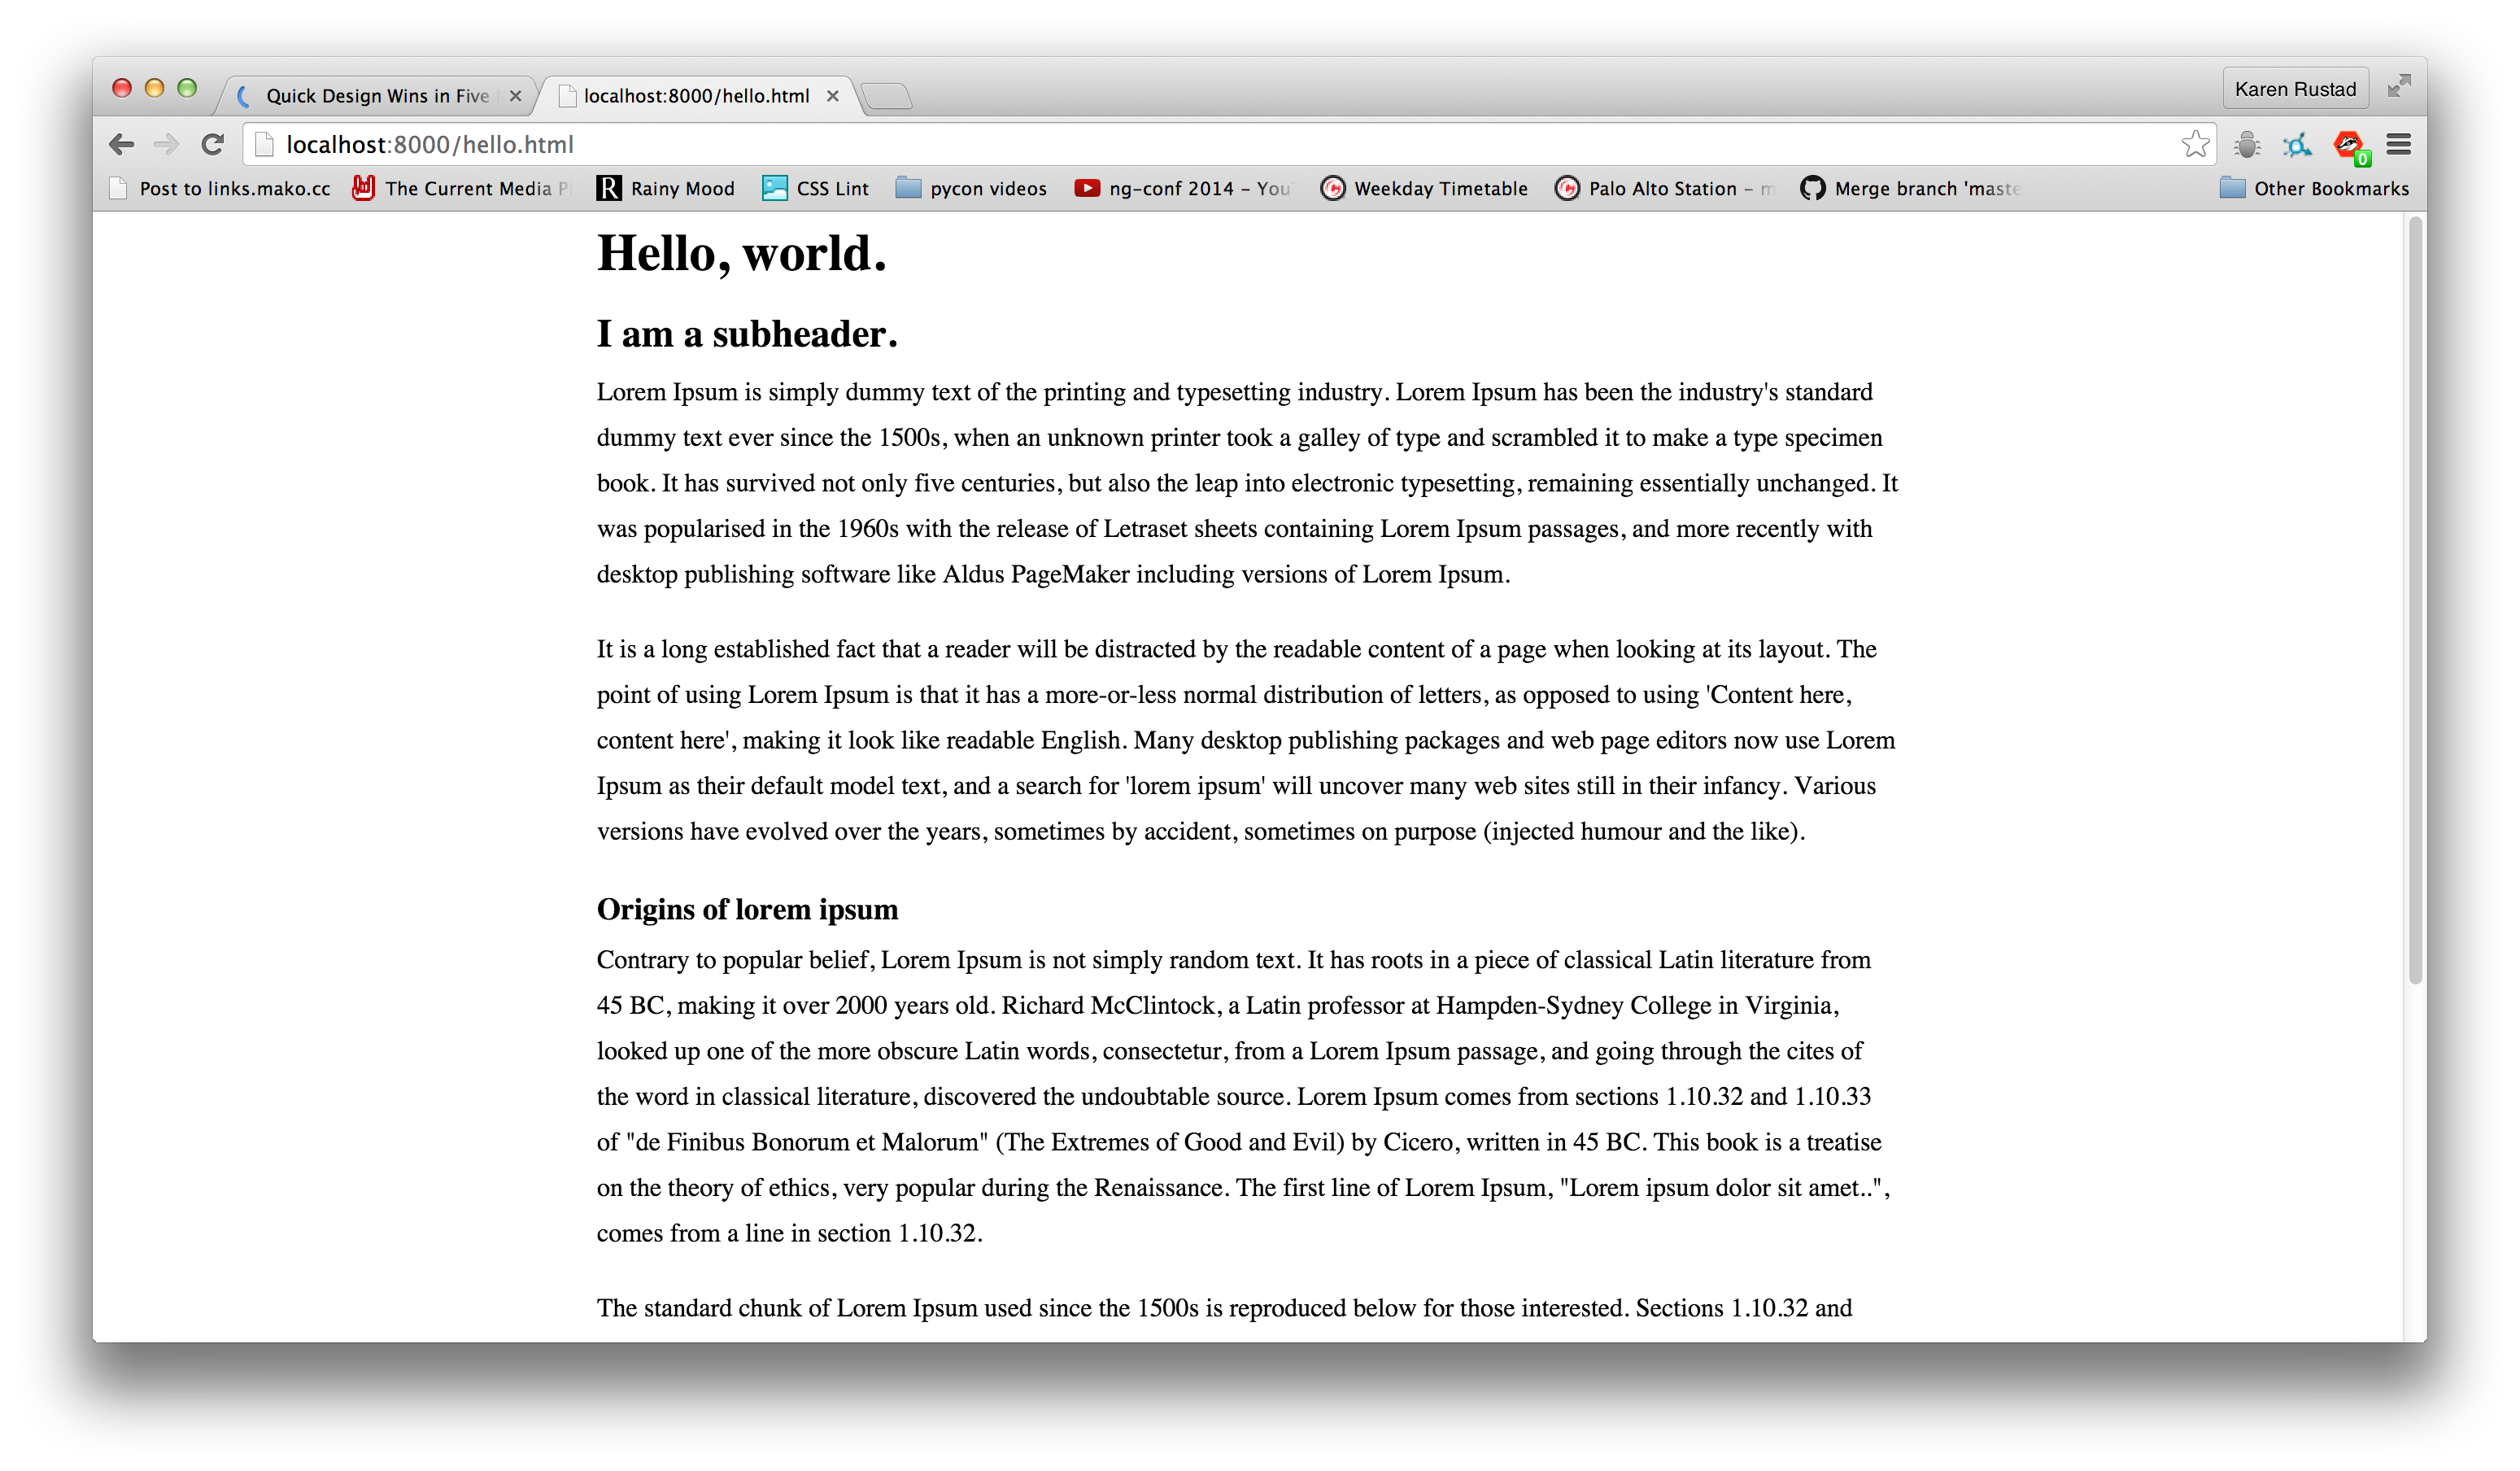 Quick Design Wins in Five
localhost:8000/hello.html
Karen Rustad
localhost:8000/hello.html
0
Post to links.mako.cc
The Current Media P
R Rainy Mood
CSS Lint
pycon videos
ng-conf 2014 – You
Weekday Timetable
Palo Alto Station – m
Merge branch 'maste
Other Bookmarks
Hello, world.
I am a subheader.
Lorem Ipsum is simply dummy text of the printing and typesetting industry. Lorem Ipsum has been the industry's standard
dummy text ever since the 1500s, when an unknown printer took a galley of type and scrambled it to make a type specimen
book. It has survived not only five centuries, but also the leap into electronic typesetting, remaining essentially unchanged. It
was popularised in the 1960s with the release of Letraset sheets containing Lorem Ipsum passages, and more recently with
desktop publishing software like Aldus PageMaker including versions of Lorem Ipsum.
It is a long established fact that a reader will be distracted by the readable content of a page when looking at its layout. The
point of using Lorem Ipsum is that it has a more-or-less normal distribution of letters, as opposed to using 'Content here,
content here', making it look like readable English. Many desktop publishing packages and web page editors now use Lorem
Ipsum as their default model text, and a search for 'lorem ipsum' will uncover many web sites still in their infancy. Various
versions have evolved over the years, sometimes by accident, sometimes on purpose (injected humour and the like).
Origins of lorem ipsum
Contrary to popular belief, Lorem Ipsum is not simply random text. It has roots in a piece of classical Latin literature from
45 BC, making it over 2000 years old. Richard McClintock, a Latin professor at Hampden-Sydney College in Virginia,
looked up one of the more obscure Latin words, consectetur, from a Lorem Ipsum passage, and going through the cites of
the word in classical literature, discovered the undoubtable source. Lorem Ipsum comes from sections 1.10.32 and 1.10.33
of "de Finibus Bonorum et Malorum" (The Extremes of Good and Evil) by Cicero, written in 45 BC. This book is a treatise
on the theory of ethics, very popular during the Renaissance. The first line of Lorem Ipsum, "Lorem ipsum dolor sit amet..",
comes from a line in section 1.10.32.
The standard chunk of Lorem Ipsum used since the 1500s is reproduced below for those interested. Sections 1.10.32 and